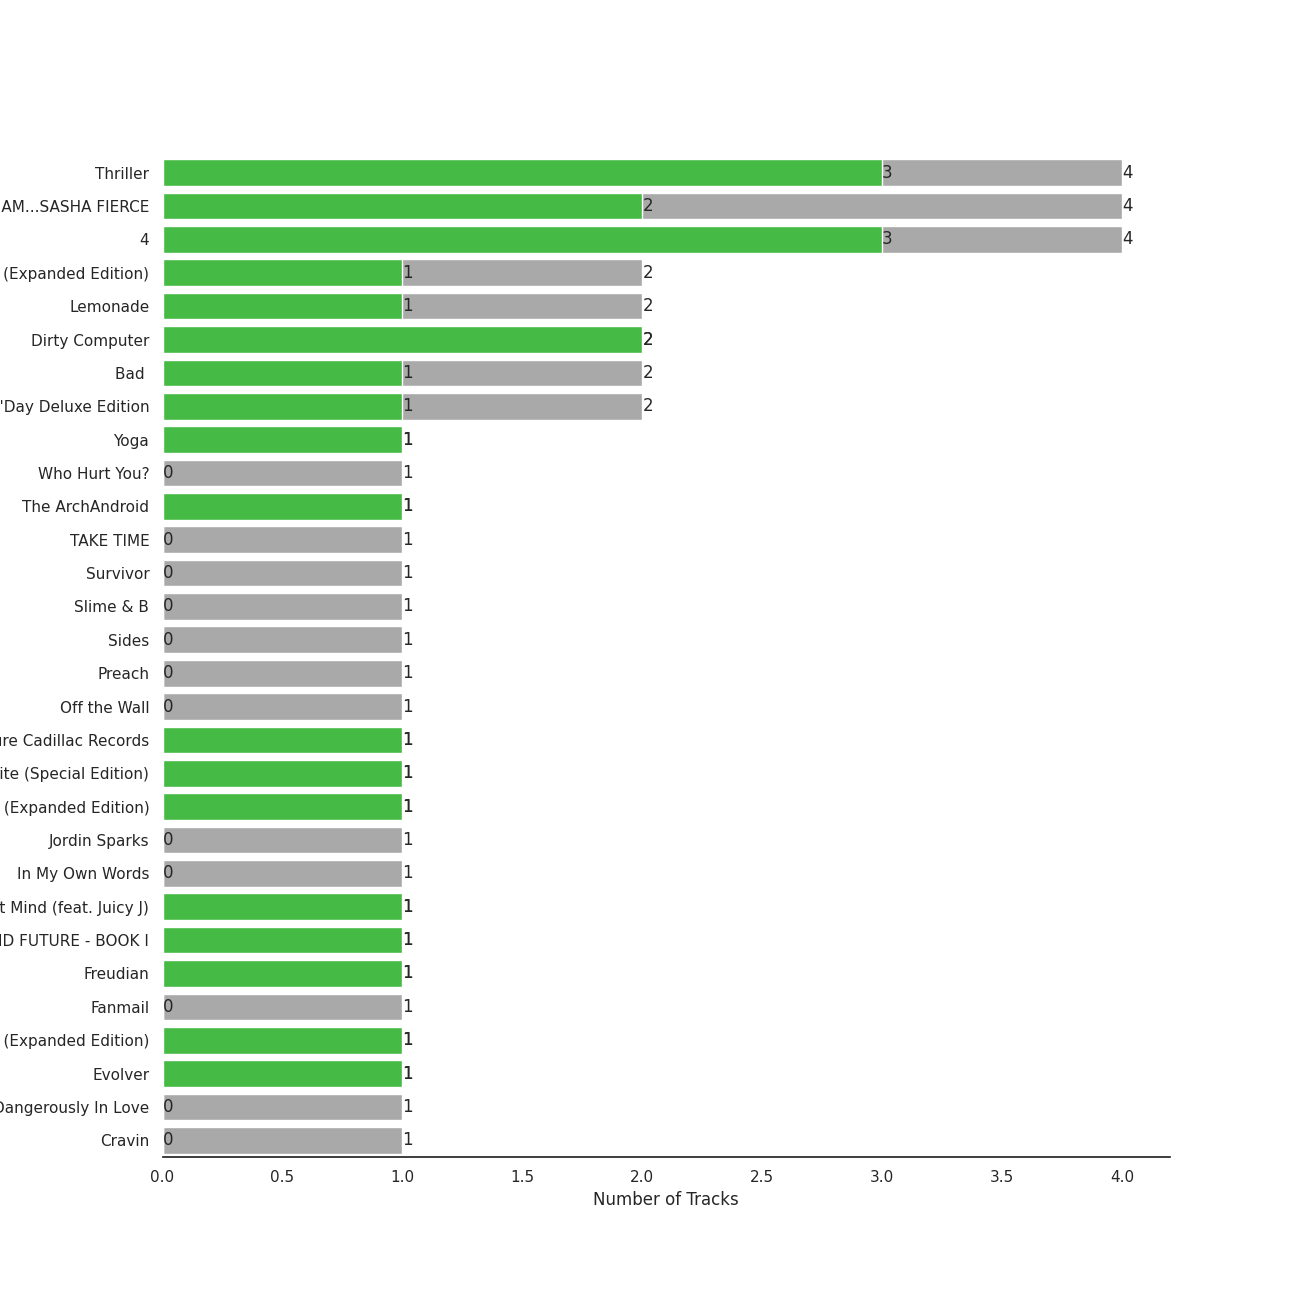 Thriller 3 4
AM...SASHA FIERCE 2 4
4 3 4
(Expanded Edition) 1 2
Lemonade 1 2
Dirty Computer 2
Bad 1 2
'Day Deluxe Edition 1 2
Yoga 1
Who Hurt You? 0 1
The ArchAndroid 1
TAKE TIME 0 1
Survivor 0 1
Slime & B 0 1
Sides 0 1
Preach 0 1
Off the Wall 0 1
re Cadillac Records 1
ite (Special Edition) 1
(Expanded Edition) 1
Jordin Sparks 0 1
In My Own Words 0 1
t Mind (feat. Juicy J) 1
D FUTURE - BOOK I 1
Freudian 1
Fanmail 0 1
(Expanded Edition) 1
Evolver 1
Dangerously In Love 0 1
Cravin 0 1
0.0 0.5 1.0 1.5 2.0 2.5 3.0 3.5 4.0
Number of Tracks